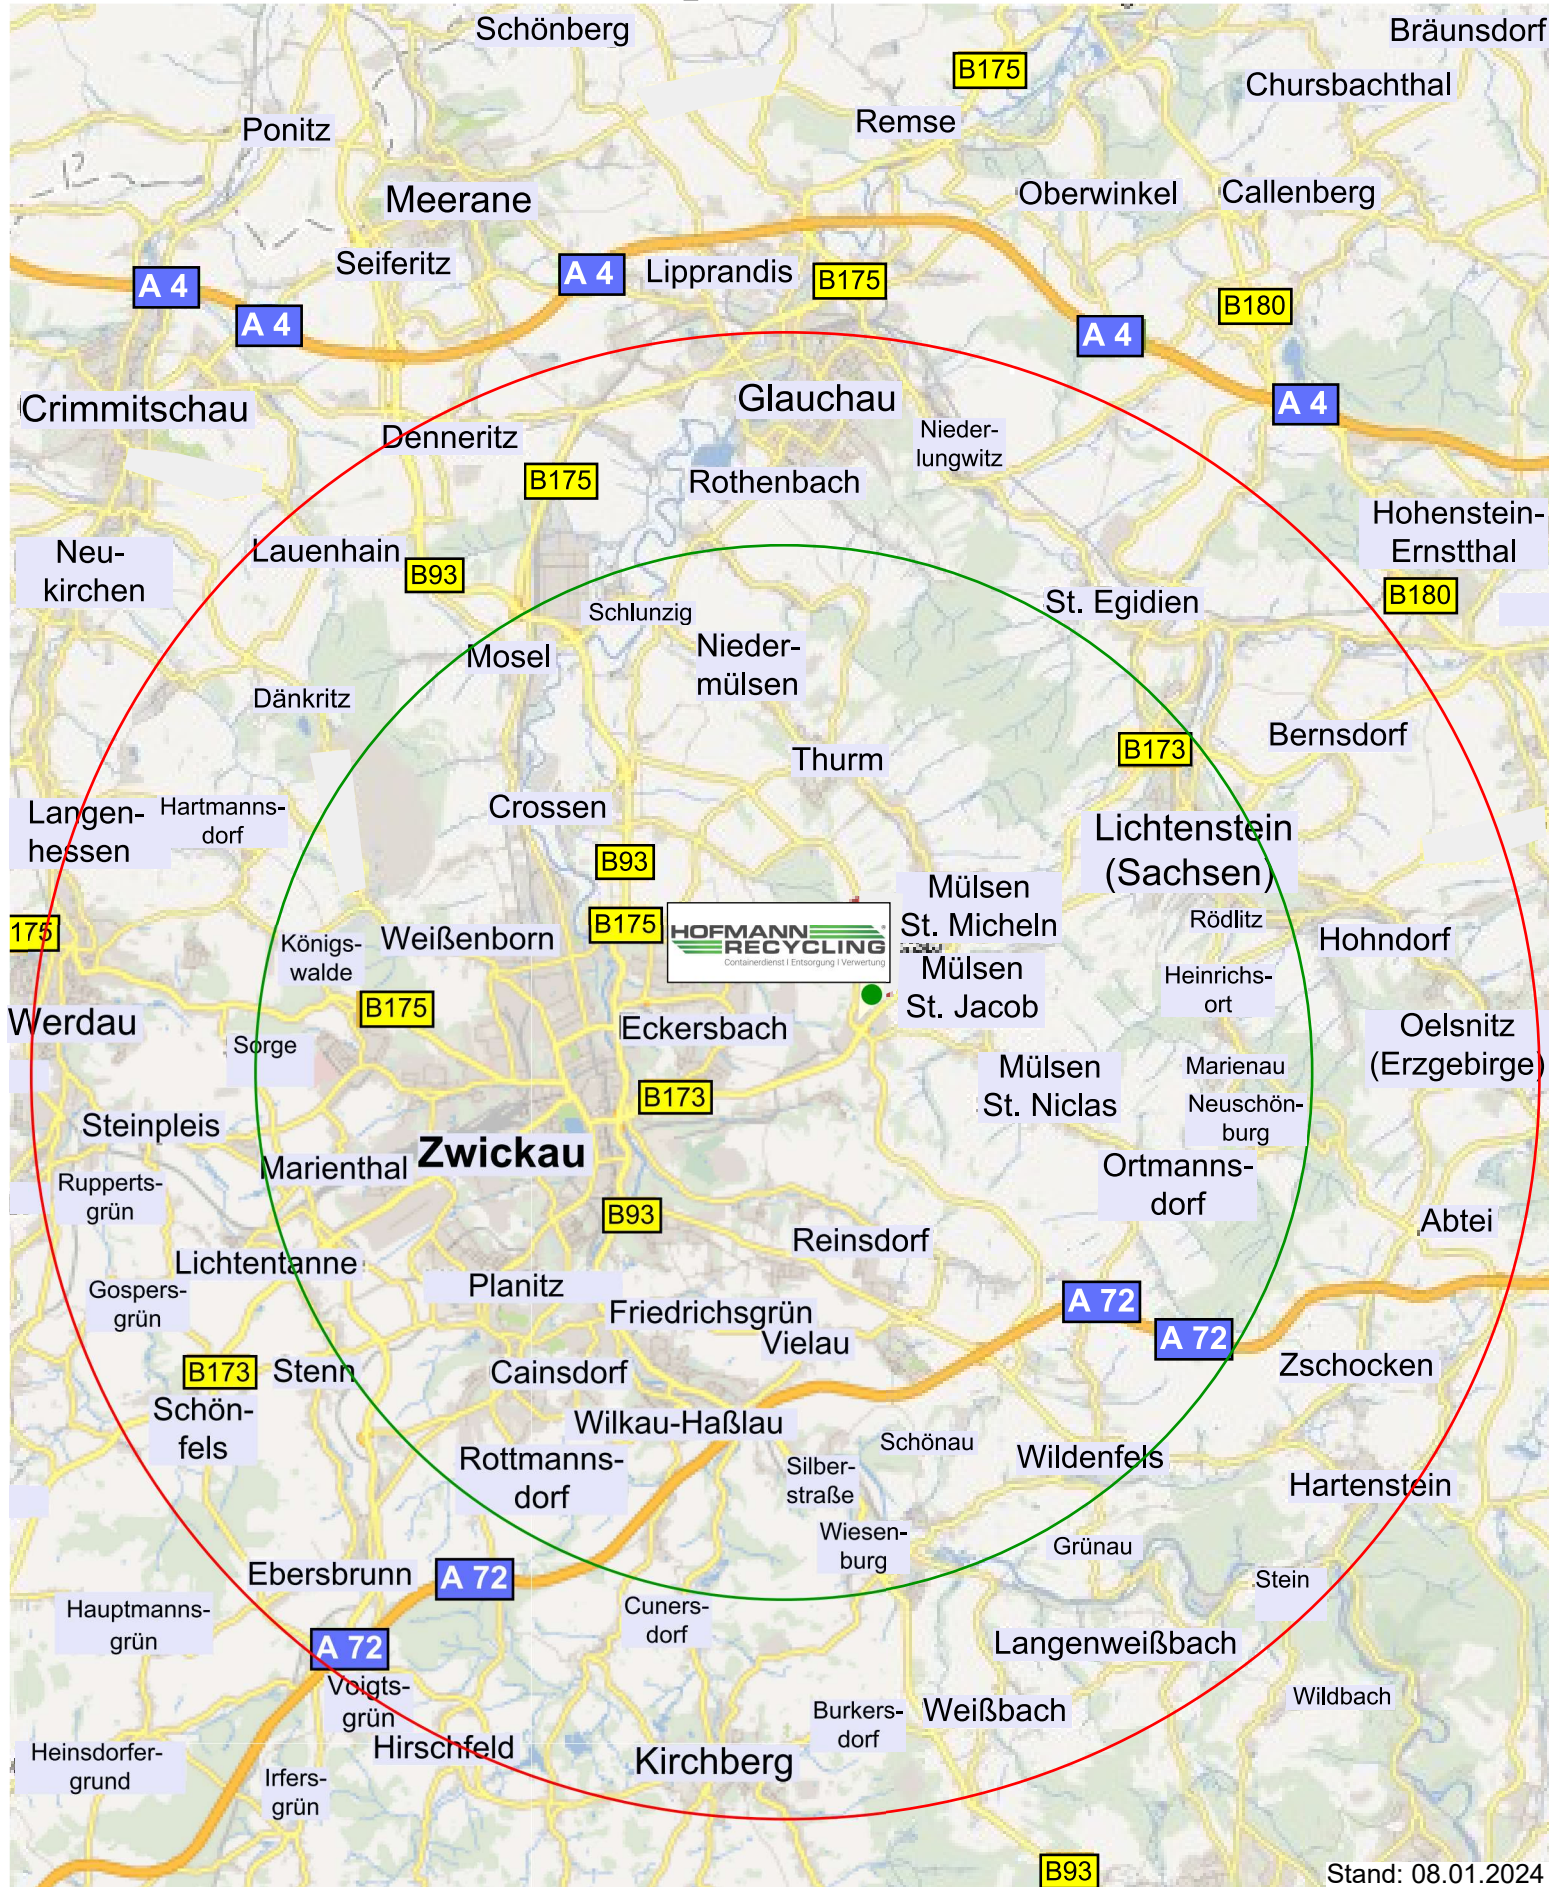 Schönberg
Bräunsdorf
B175
Chursbachthal
Remse
Ponitz
Meerane
Oberwinkel
Callenberg
Seiferitz
A 4
A 4
Lipprandis
B175
B180
A 4
A 4
A 4
Crimmitschau
Glauchau
Denneritz
Nieder-
lungwitz
B175
Rothenbach
Hohenstein-
Ernstthal
Neu-
kirchen
Lauenhain
B93
B180
Schlunzig
St. Egidien
Mosel
Nieder-
mülsen
Dänkritz
Thurm
B173
Bernsdorf
Langen-
hessen
Hartmanns-
dorf
Crossen
Lichtenstein
(Sachsen)
B93
Mülsen
St. Micheln
175
Königs-
walde
Weißenborn
B175
HOFMANN
RECYCLING
Containerdienst I Entsorgung I Verwertung
Rödlitz
Hohndorf
Mülsen
St. Jacob
Heinrichs-
ort
B175
Werdau
Sorge
Eckersbach
Oelsnitz
(Erzgebirge)
Mülsen
St. Niclas
Marienau
B173
Neuschön-
burg
Steinpleis
Marienthal
Zwickau
Ortmanns-
dorf
Rupperts-
grün
B93
Abtei
Reinsdorf
Lichtentanne
Gospers-
grün
Planitz
Friedrichsgrün
A 72
Vielau
A 72
B173
Stenn
Cainsdorf
Zschocken
Schön-
fels
Wilkau-Haßlau
Schönau
Rottmanns-
dorf
Silber-
straße
Wildenfels
Hartenstein
Wiesen-
burg
Grünau
Ebersbrunn
A 72
Stein
Hauptmanns-
grün
Cuners-
dorf
A 72
Langenweißbach
Voigts-
grün
Burkers-
dorf
Weißbach
Wildbach
Heinsdorfer-
grund
Hirschfeld
Kirchberg
Irfers-
grün
B93
Stand: 08.01.2024